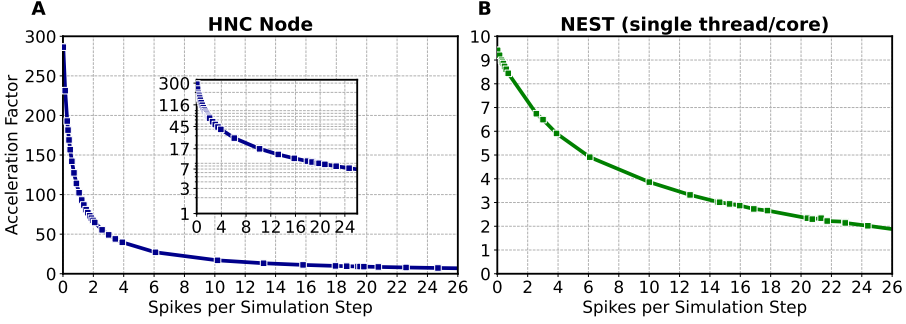 A
HNC Node
Acceleration Factor
300
250
200
150
100
50
0
0 2 4 6 8 10 12 14 16 18 20 22 24 26
Spikes per Simulation Step
300
116
45
17
7
3
1
0 4 8 12 16 20 24
B
NEST (single thread/core)
10
9
8
7
6
5
4
3
2
1
0
0 2 4 6 8 10 12 14 16 18 20 22 24 26
Spikes per Simulation Step